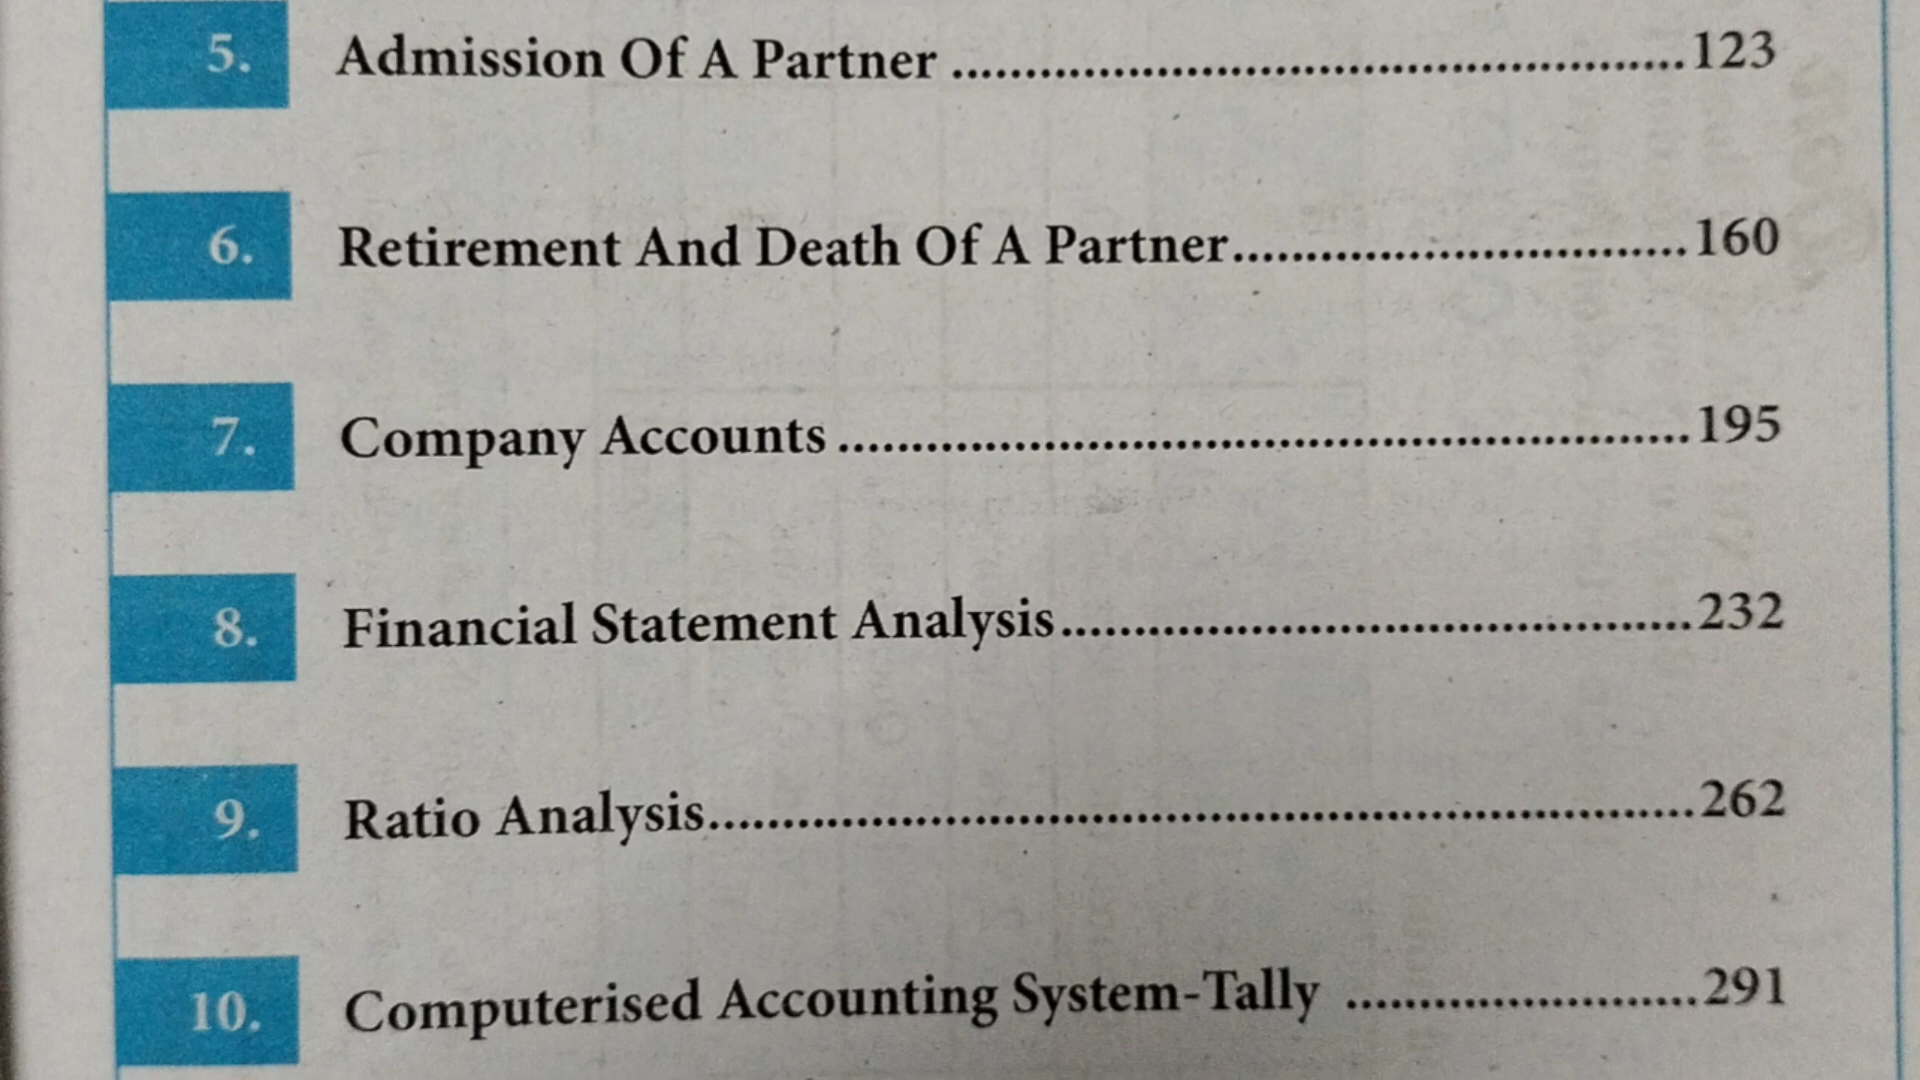 5. Admission Of A Partner ..................................................123
6. Retirement And Death Of A Partner...............................160
7. Company Accounts ..........................................................195
8. Financial Statement Analysis...........................................232
9. Ratio Analysis...................................................................262
10. Computerised Accounting System-Tally ........................291